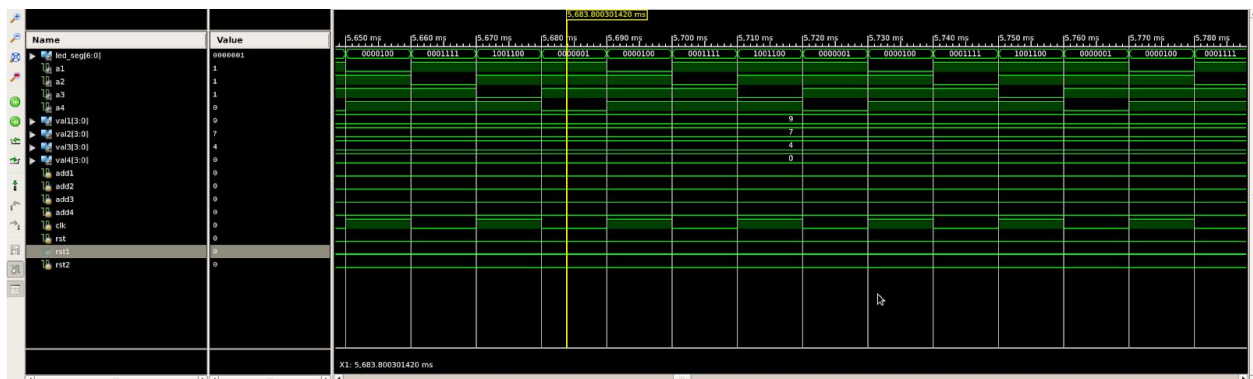 5,683.800301420 ms
Name Value
5,650 ms 5,660 ms 5,670 ms 5,680 ms 5,690 ms 5,700 ms 5,710 ms 5,720 ms 5,730 ms 5,740 ms 5,750 ms 5,760 ms 5,770 ms 5,780 ms
led_seg[6:0] 0000001 0000100 0001111 1001100 0000001 0000100 0001111 1001100 0000001 0000100 0001111 1001100 0000001 0000100 0001111
a1 1
a2 1
a3 1
a4 0
val1[3:0] 9 9
val2[3:0] 7 7
val3[3:0] 4 4
val4[3:0] 0 0
add1 0
add2 0
add3 0
add4 0
clk 0
rst 0
rst1 0
rst2 0
X1: 5,683.800301420 ms